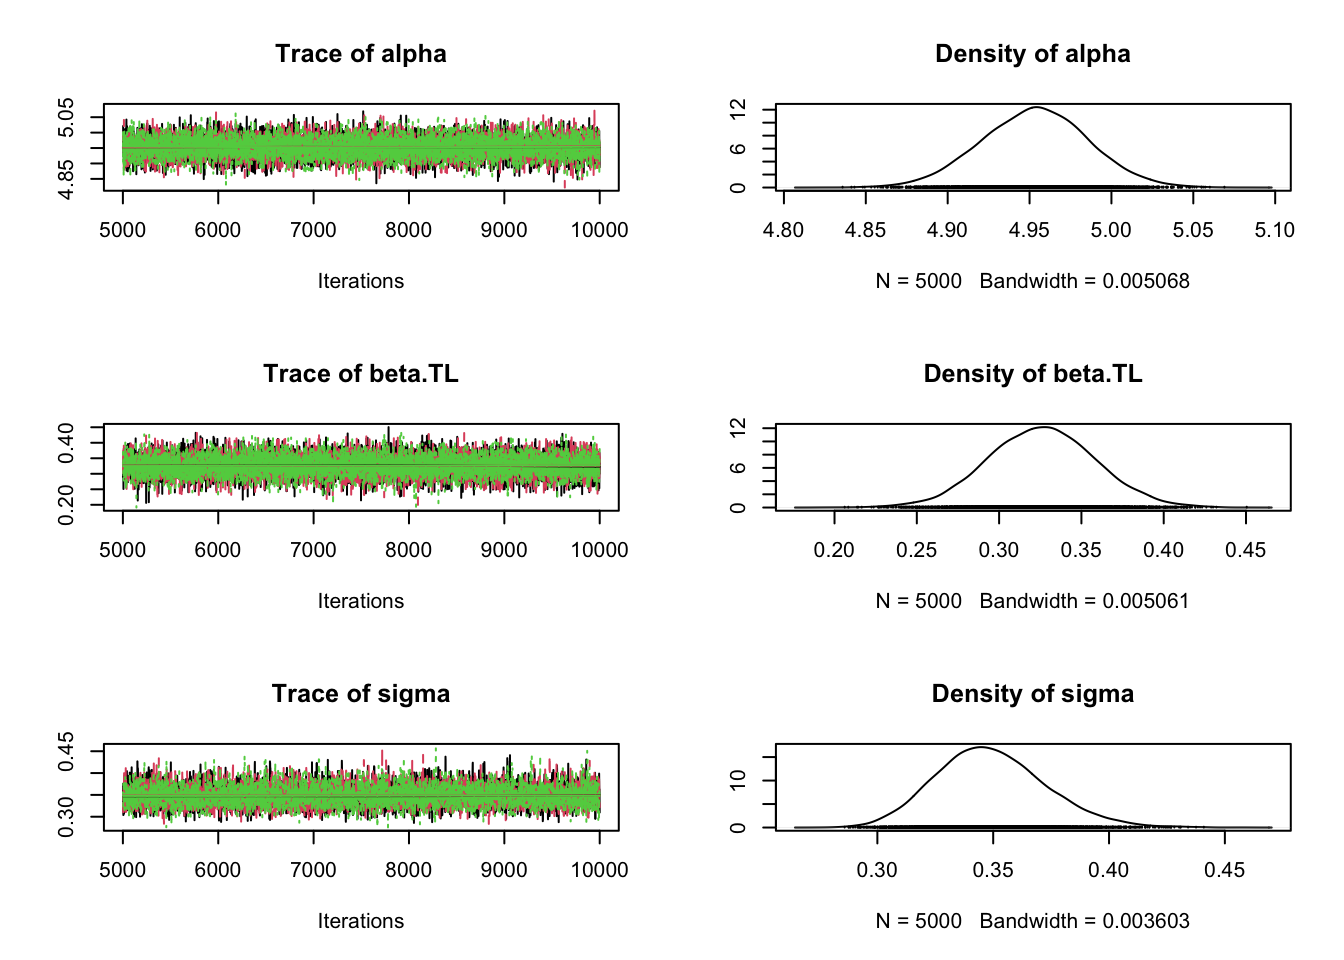 Trace of alpha
5.05
4.85
5000 6000 7000 8000 9000 10000
Iterations
Density of alpha
12
6
0
4.80 4.85 4.90 4.95 5.00 5.05 5.10
N = 5000 Bandwidth = 0.005068
Trace of beta.TL
0.40
0.20
5000 6000 7000 8000 9000 10000
Iterations
Density of beta.TL
12
6
0
0.20 0.25 0.30 0.35 0.40 0.45
N = 5000 Bandwidth = 0.005061
Trace of sigma
0.45
0.30
5000 6000 7000 8000 9000 10000
Iterations
Density of sigma
10
0
0.30 0.35 0.40 0.45
N = 5000 Bandwidth = 0.003603